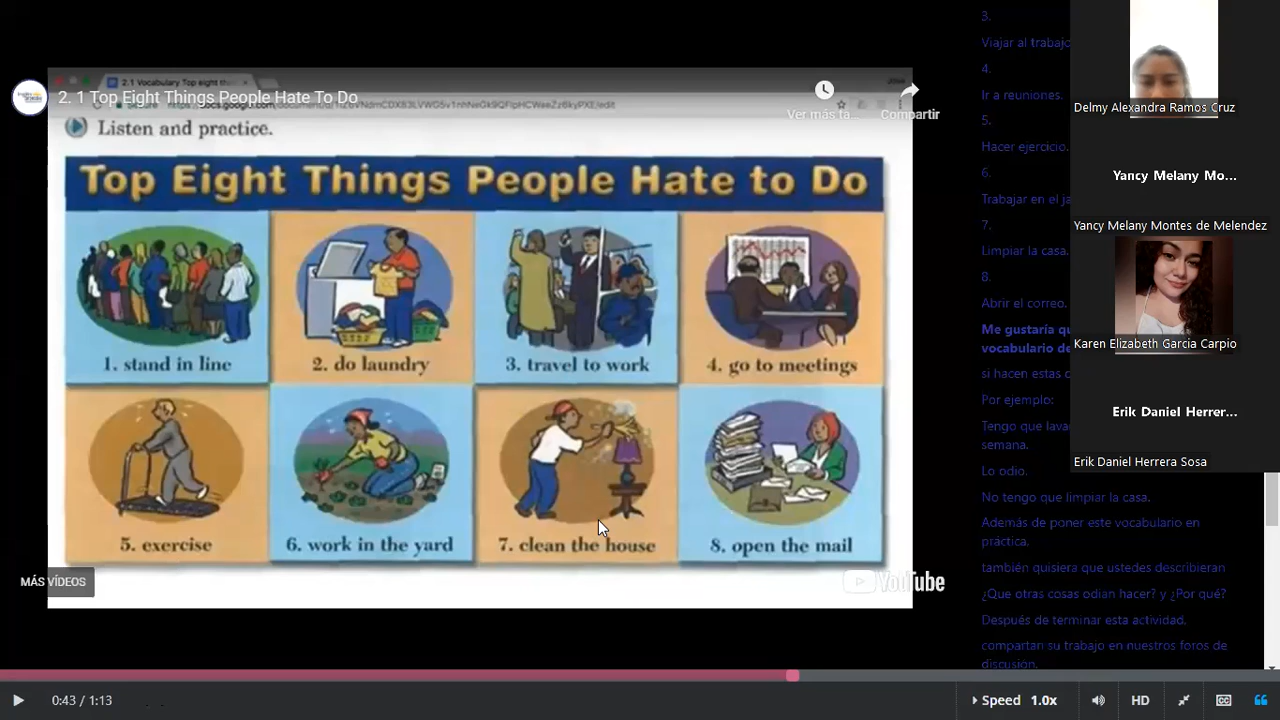 2.1 Vocabulary Top eight th
2. 1 Top Eight Things People Hate To Do
Ver más ta...
Compartir
Listen and practice.
Top Eight Things People Hate to Do
1. stand in line
2. do laundry
3. travel to work
4. go to meetings
5. exercise
6. work in the yard
7. clean the house
8. open the mail
MÁS VÍDEOS
YouTube
3.
Viajar al trabajo
4.
Ir a reuniones.
5.
Hacer ejercicio.
6.
Trabajar en el
7.
Limpiar la casa.
8.
Abrir el correo.
Me gustaría
vocabulario
si hacen estas
Por ejemplo:
Tengo que
semana.
Lo odio.
No tengo que limpiar la casa.
Además de poner este vocabulario en
práctica.
también quisiera que ustedes describieran
¿Que otras cosas odian hacer? y ¿Por qué?
Después de terminar esta actividad,
compartan su trabajo en nuestros foros de
discusión.
Delmy Alexandra Ramos Cruz
Yancy Melany Mo...
Yancy Melany Montes de Melendez
Karen Elizabeth Garcia Carpio
Erik Daniel Herrer...
Erik Daniel Herrera Sosa
0:43 / 1:13
Speed 1.0x
HD
CC